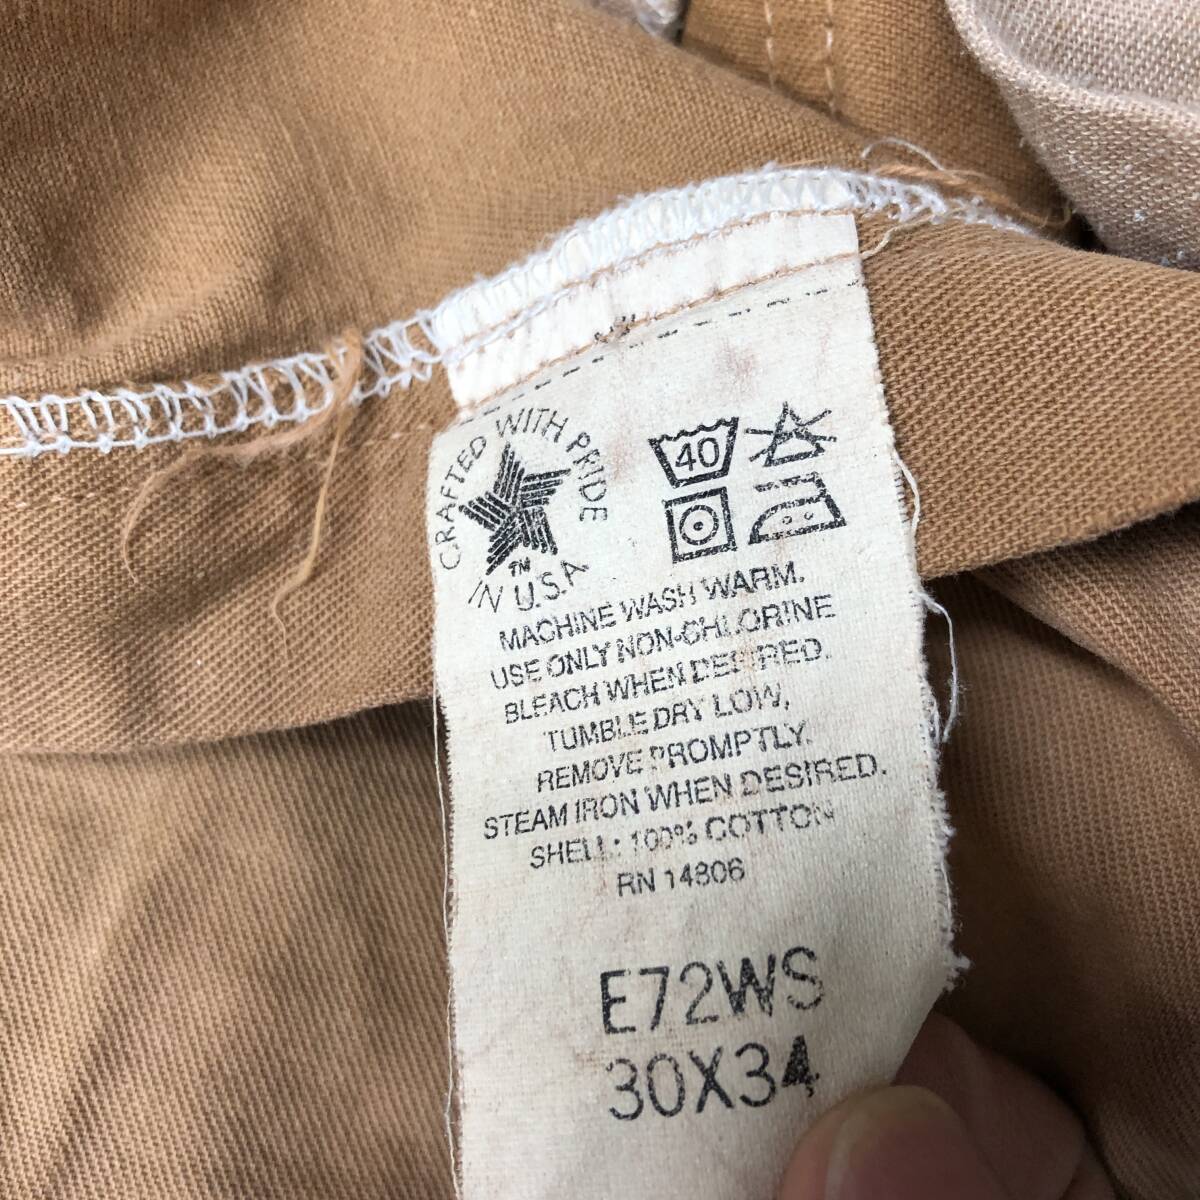 CRAFTED WITH PRIDE
TM
IN U.S.A
40
MACHINE WASH WARM.
USE ONLY NON-CHLORINE
BLEACH WHEN DESIRED.
TUMBLE DRY LOW,
REMOVE PROMPTLY.
STEAM IRON WHEN DESIRED.
SHELL: 100% COTTON
RN 14806
E72WS
30X34